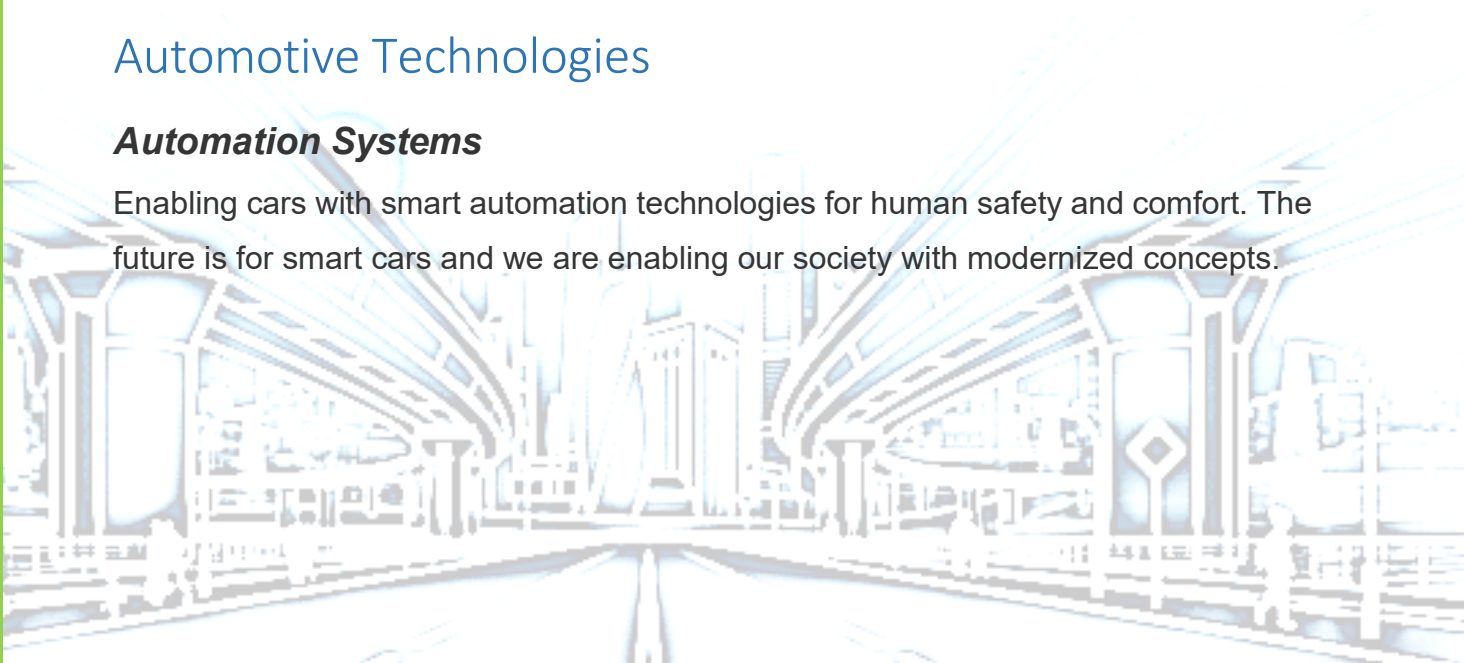 Automotive Technologies
Automation Systems
Enabling cars with smart automation technologies for human safety and comfort. The
future is for smart cars and we are enabling our society with modernized concepts.